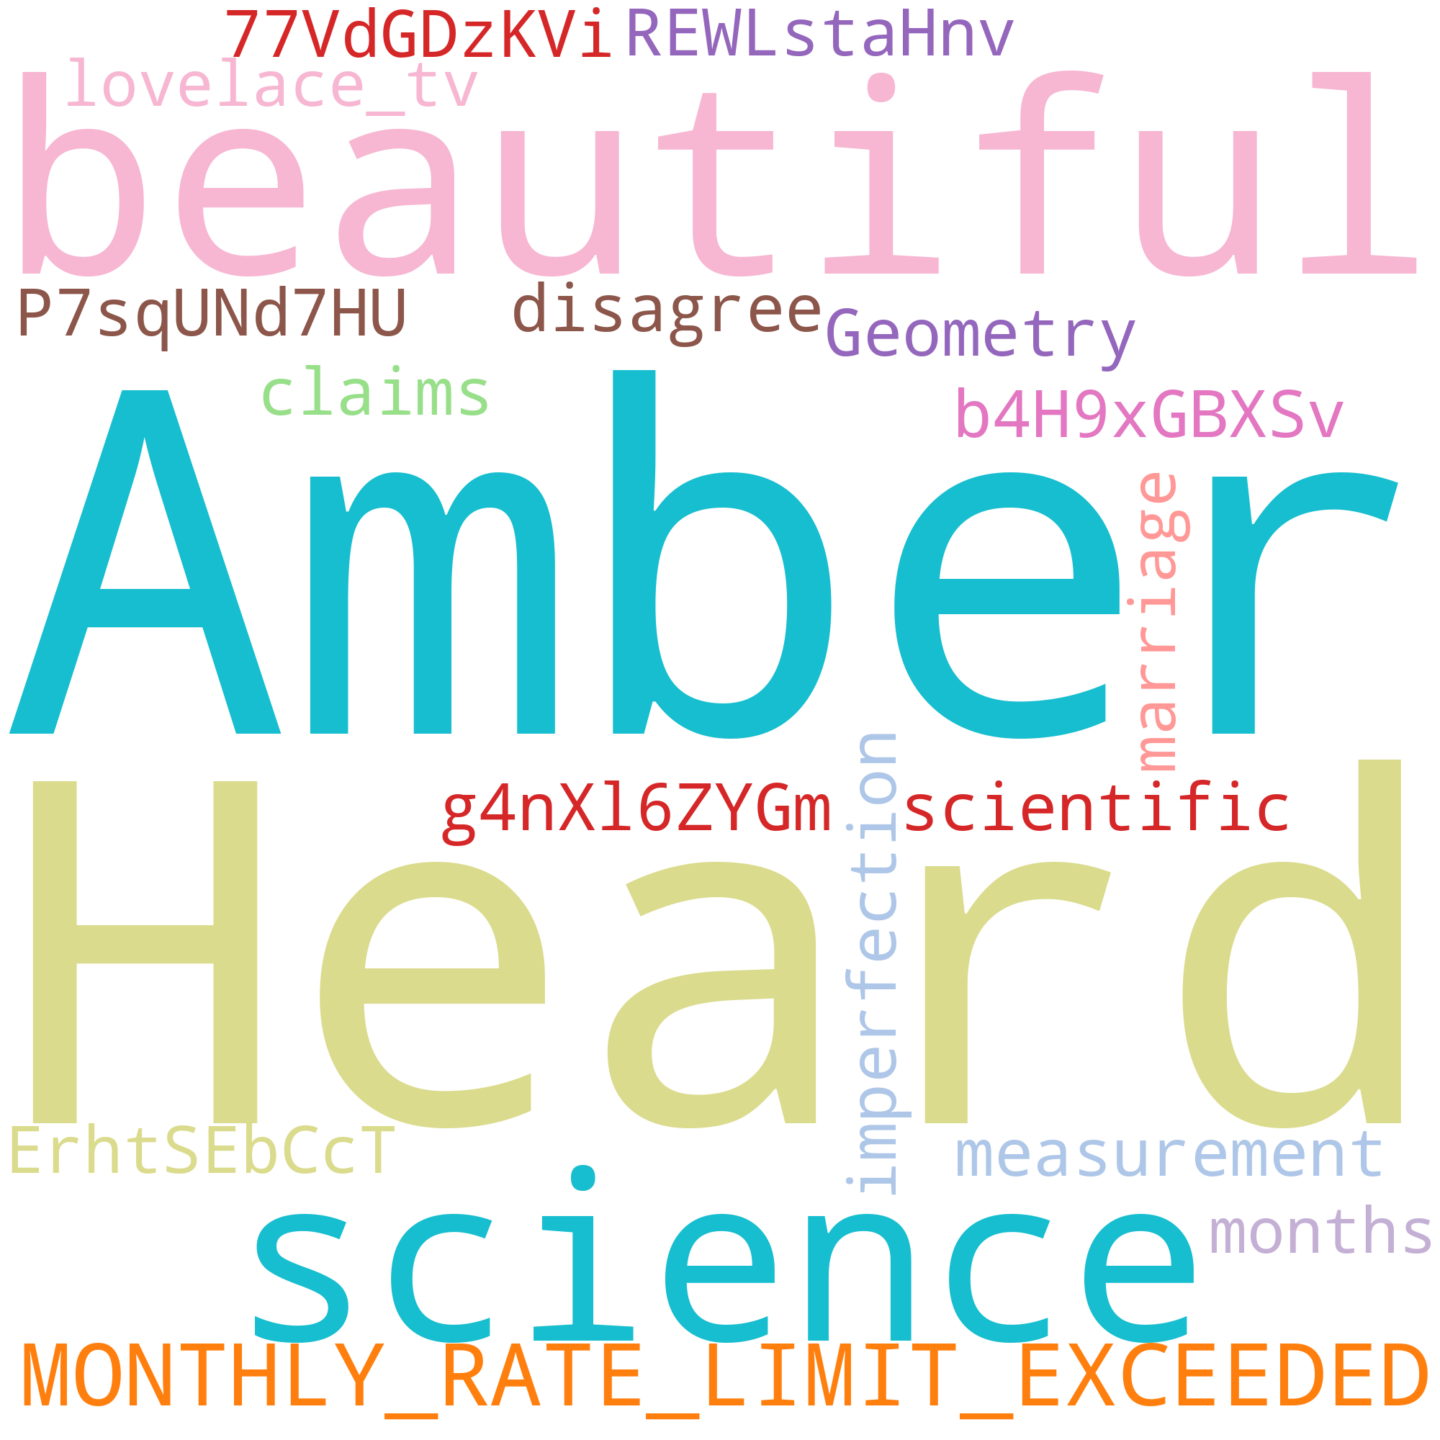 77VdGDzKVi REWLstaHnv
lovelace_tv
beautiful
P7sqUNd7HU disagree Geometry
claims b4H9xGBXSv
Amber
marriage
Heard
g4nXl6ZYGm scientific
imperfection
ErhtSEbCcT measurement
science months
MONTHLY_RATE_LIMIT_EXCEEDED